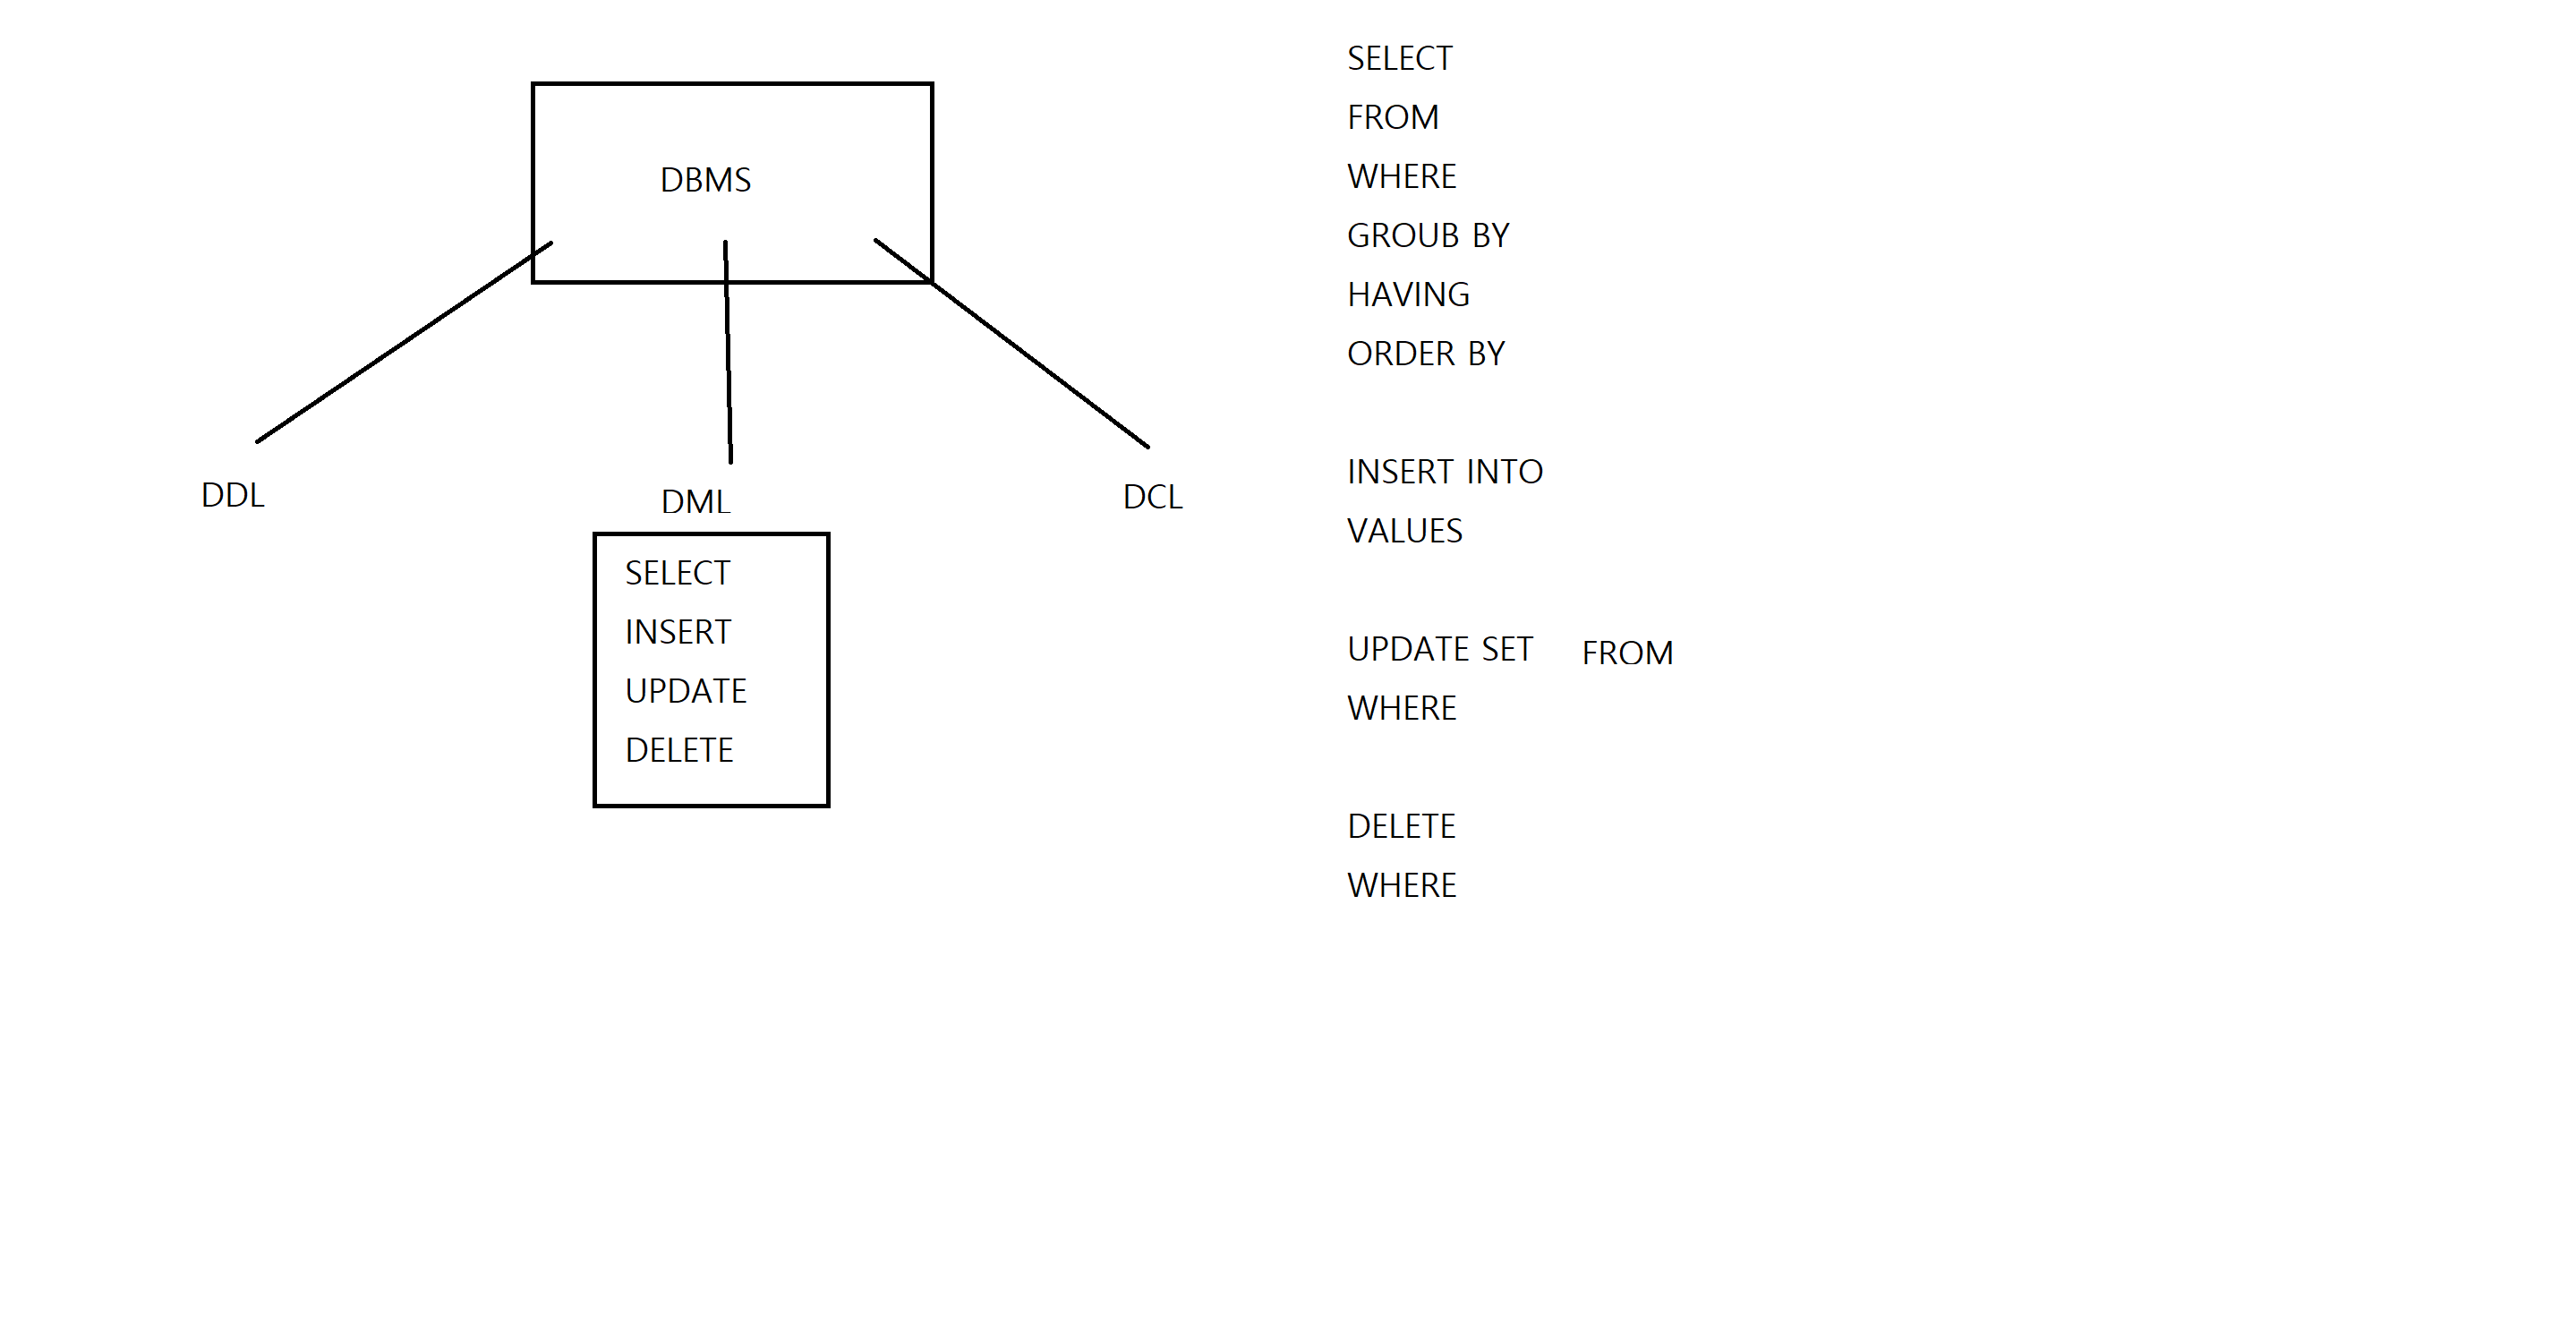 DBMS
DDL
DML
DCL
SELECT
INSERT
UPDATE
DELETE
SELECT
FROM
WHERE
GROUB BY
HAVING
ORDER BY
INSERT INTO
VALUES
UPDATE SET FROM
WHERE
DELETE
WHERE